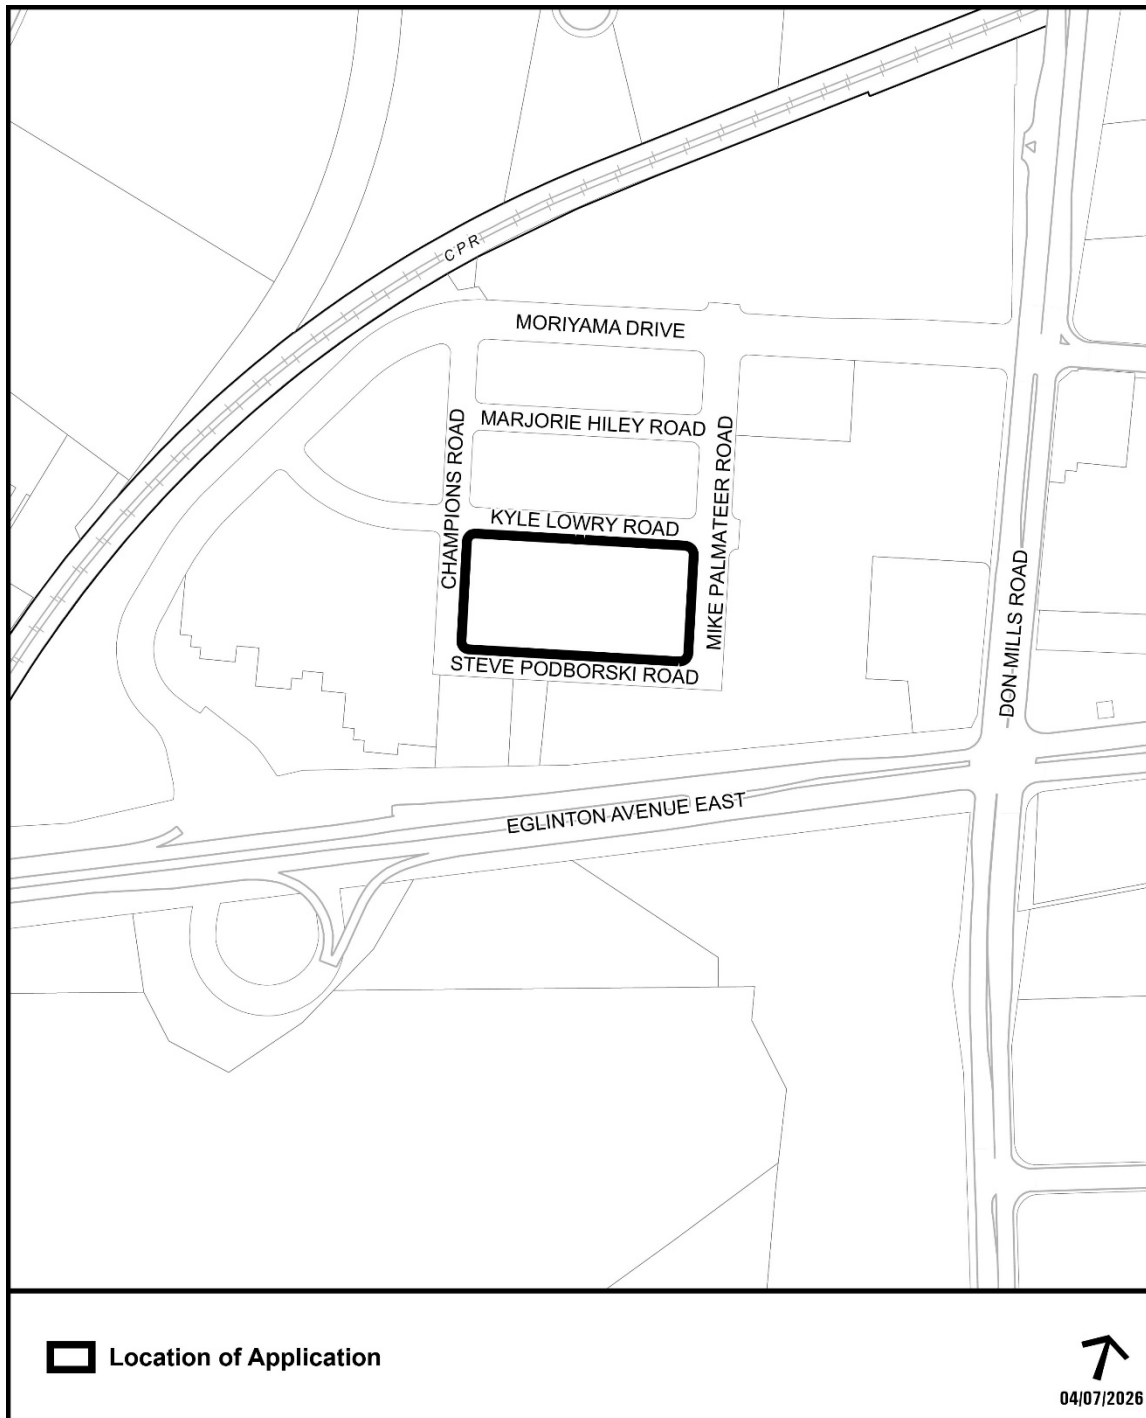 CPR
MORIYAMA DRIVE
MARJORIE HILEY ROAD
CHAMPIONS ROAD
KYLE LOWRY ROAD
MIKE PALMATEER ROAD
STEVE PODBORSKI ROAD
DON MILLS ROAD
EGLINTON AVENUE EAST
Location of Application
04/07/2026